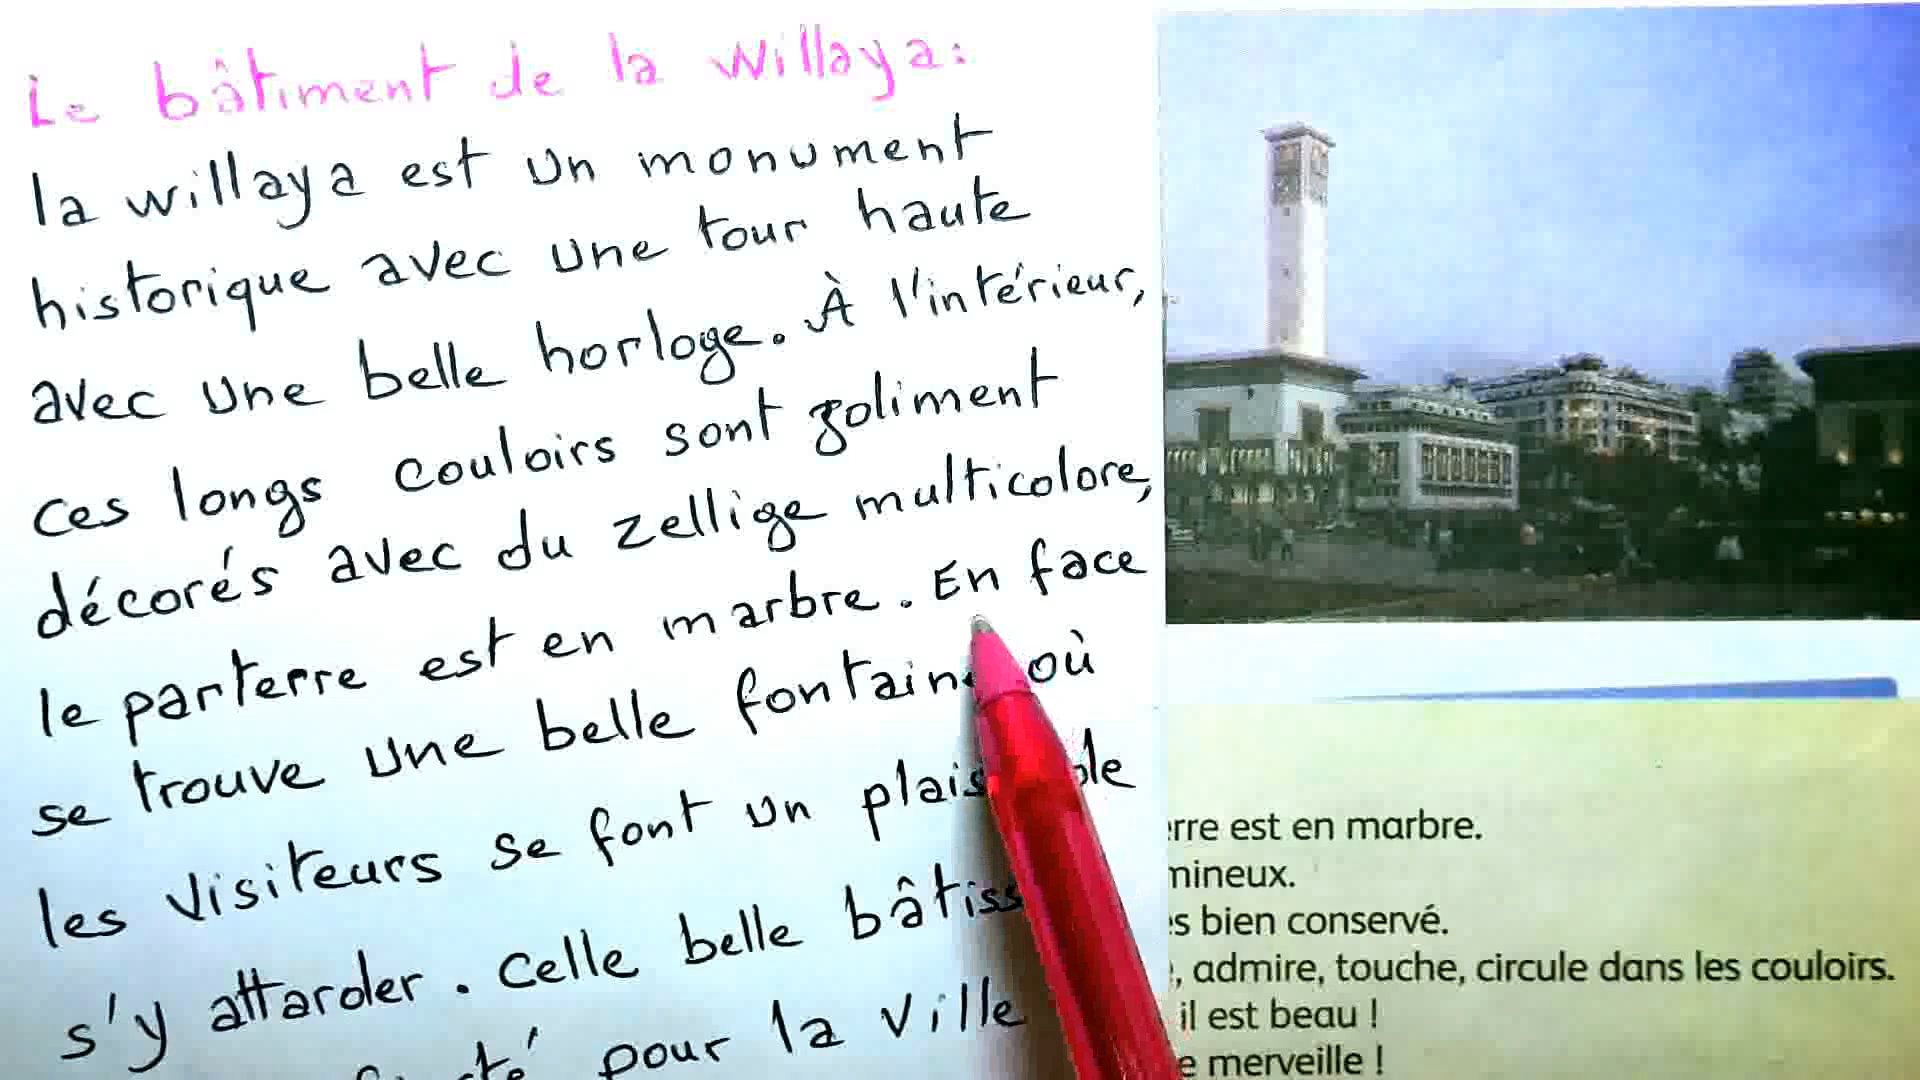 Le bâtiment de la willaya:
la willaya est un monument
historique avec une tour haute
avec une belle horloge. À l'intérieur,
ces longs couloirs sont joliment
décorés avec du zellige multicolore,
le parterre est en marbre. En face
se trouve une belle fontaine où
les visiteurs se font un plais de
s'y attarder. Celle belle bâtiss
pour la ville
rre est en marbre.
mineux.
s bien conservé.
, admire, touche, circule dans les couloirs.
il est beau !
e merveille !